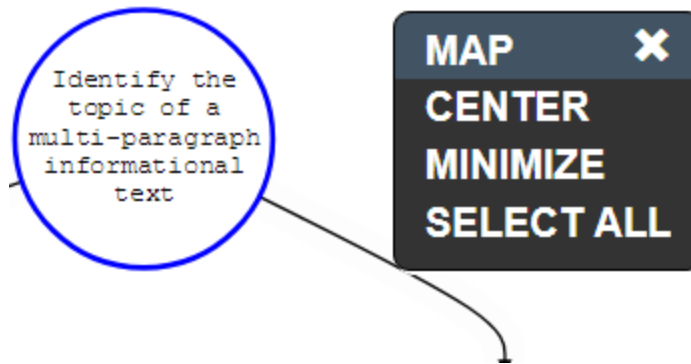 Identify the
topic of a
multi-paragraph
informational
text
MAP ✖
CENTER
MINIMIZE
SELECT ALL